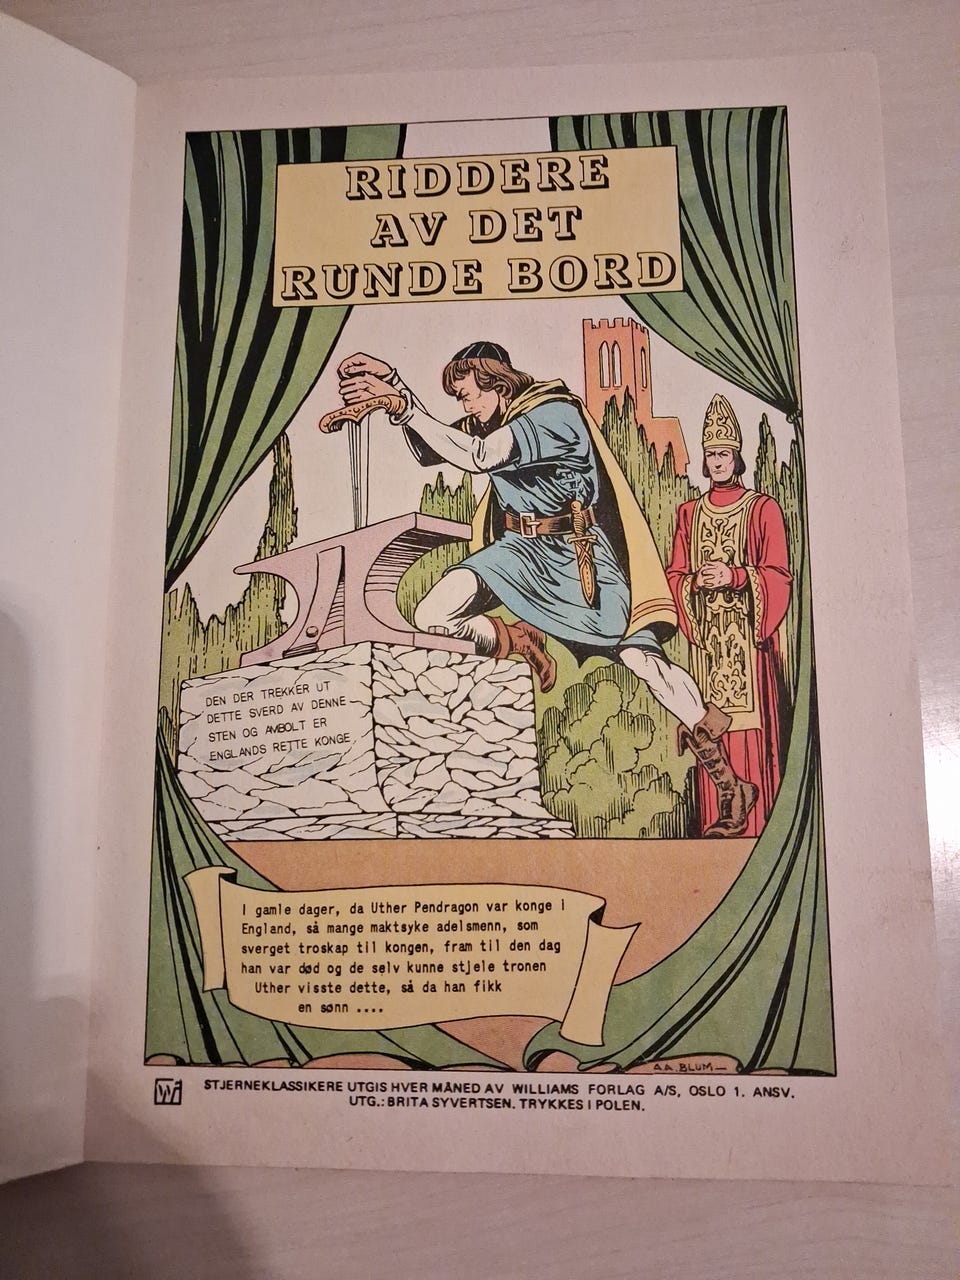 RIDDERE
AV DET
RUNDE BORD
DEN DER TREKKER UT
DETTE SVERD AV DENNE
STEN OG AMBOLT ER
ENGLANDS RETTE KONGE
I gamle dager, da Uther Pendragon var konge i
England, så mange maktsyke adelsmenn, som
sverget troskap til kongen, fram til den dag
han var død og de selv kunne stjele tronen
Uther visste dette, så da han fikk
en sønn ....
A.A. BLUM
W
STJERNEKLASSIKERE UTGIS HVER MÅNED AV WILLIAMS FORLAG A/S, OSLO 1. ANSV.
UTG.: BRITA SYVERTSEN. TRYKKES I POLEN.